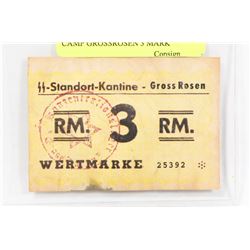 CAMP GROSSROSEN 3 MARK
Consign
SS-Standort-Kantine - Gross Rosen
RM. 3 RM.
WERTMARKE 25392